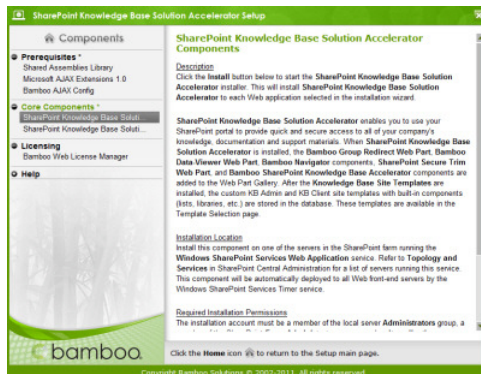 SharePoint Knowledge Base Solution Accelerator Setup
Components
Prerequisites *
Shared Assemblies Library
Microsoft AJAX Extensions 1.0
Bamboo AJAX Config
Core Components *
SharePoint Knowledge Base Soluti...
SharePoint Knowledge Base Soluti...
Licensing
Bamboo Web License Manager
Help
SharePoint Knowledge Base Solution Accelerator
Components
Description
Click the Install button below to start the SharePoint Knowledge Base Solution
Accelerator installer. This will install SharePoint Knowledge Base Solution
Accelerator to each Web application selected in the installation wizard.
SharePoint Knowledge Base Solution Accelerator enables you to use your
SharePoint portal to provide quick and secure access to all of your company's
knowledge, documentation and support materials. When SharePoint Knowledge Base
Solution Accelerator is installed, the Bamboo Group Redirect Web Part, Bamboo
Data-Viewer Web Part, Bamboo Navigator components, SharePoint Secure Trim
Web Part, and Bamboo SharePoint Knowledge Base Accelerator components are
added to the Web Part Gallery. After the Knowledge Base Site Templates are
installed, the custom KB Admin and KB Client site templates with built-in components
(lists, libraries, etc.) are stored in the database. These templates are available in the
Template Selection page.
Installation Location
Install this component on one of the servers in the SharePoint farm running the
Windows SharePoint Services Web Application service. Refer to Topology and
Services in SharePoint Central Administration for a list of servers running this service.
This component will be automatically deployed to all Web front-end servers by the
Windows SharePoint Services Timer service.
Required Installation Permissions
The installation account must be a member of the local server Administrators group, a
bamboo
Click the Home icon to return to the Setup main page.
Copyright Bamboo Solutions © 2002-2011. All rights reserved.